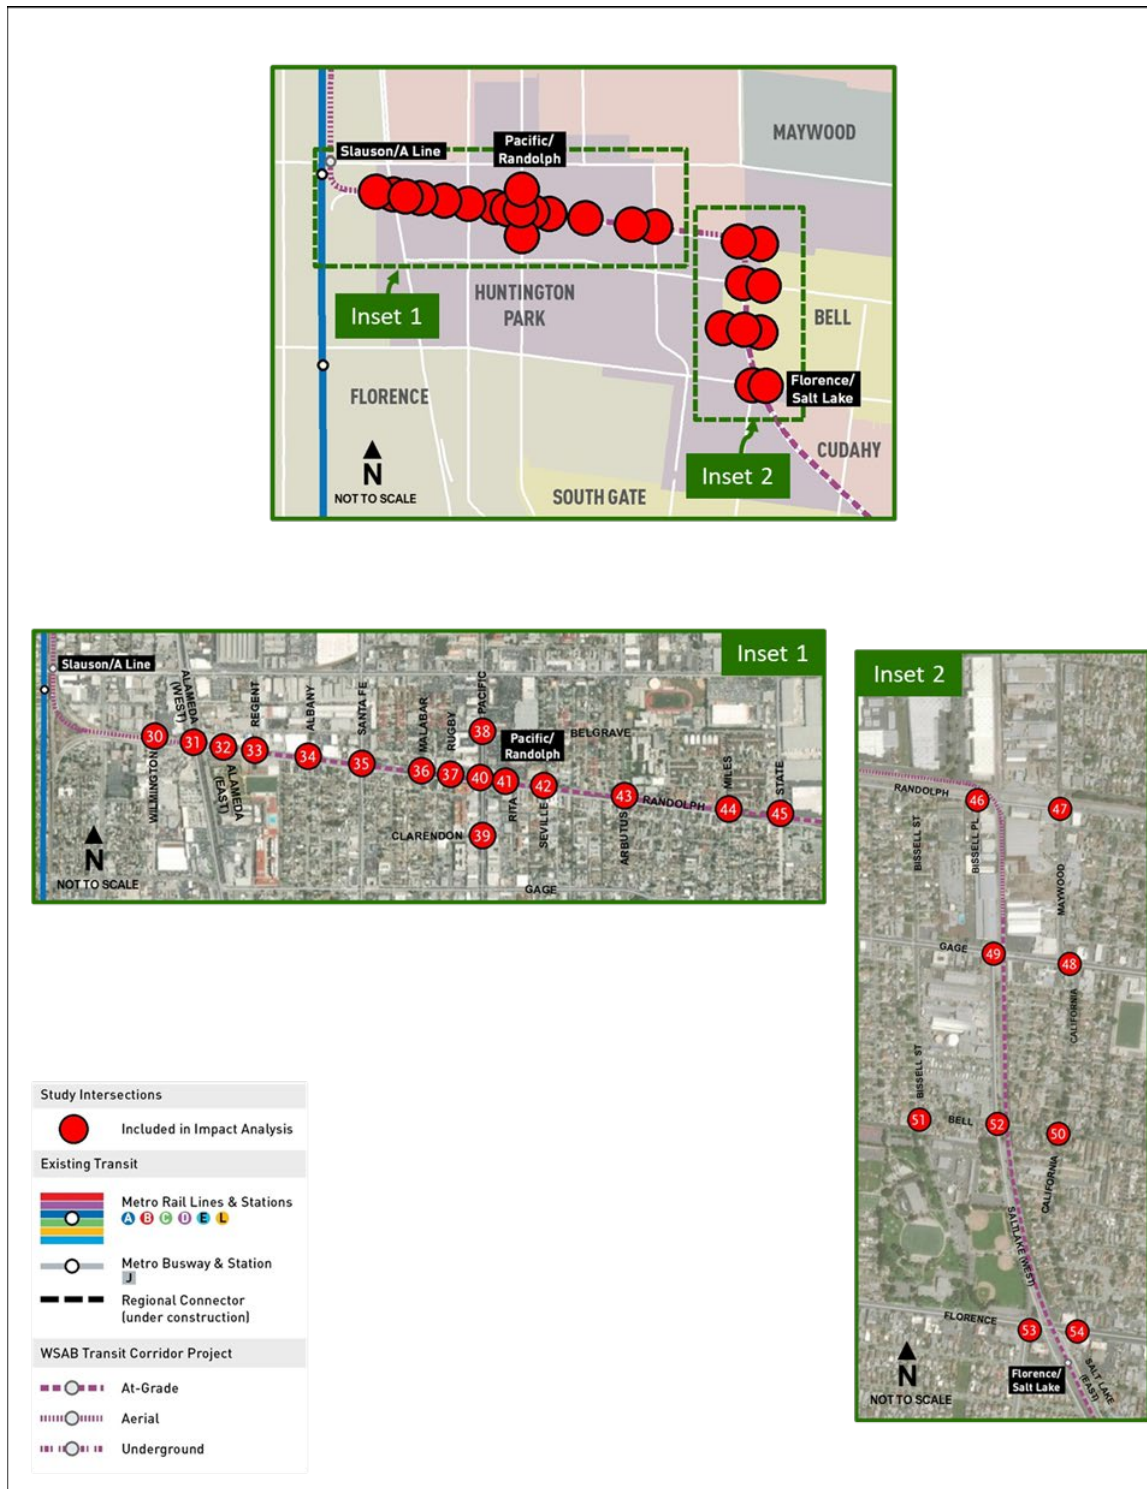 MAYWOOD
Pacific/
Randolph
Slauson/A Line
HUNTINGTON
PARK
BELL
Inset 1
FLORENCE
Florence/
Salt Lake
CUDAHY
Inset 2
SOUTH GATE
N
NOT TO SCALE
Inset 1
Slauson/A Line
ALAMEDA
(WEST)
REGENT
ALBANY
SANTA FE
MALABAR
RUGBY
PACIFIC
BELGRAVE
Pacific/
Randolph
MILES
STATE
30
31
32
33
34
35
36
37
38
39
40
41
42
43
44
45
WILMINGTON
ALAMEDA
(EAST)
RITA
SEVILLE
ARBUTUS
RANDOLPH
CLARENDON
GAGE
N
NOT TO SCALE
Inset 2
RANDOLPH
46
47
BISSELL ST
BISSELL PL
MAYWOOD
GAGE
49
48
CALIFORNIA
BISSELL ST
51
BELL
52
50
CALIFORNIA
SALTLAKE (WEST)
FLORENCE
53
54
Florence/
Salt Lake
SALT LAKE
(EAST)
N
NOT TO SCALE
Study Intersections
Included in Impact Analysis
Existing Transit
Metro Rail Lines & Stations
A B C D E L
Metro Busway & Station
J
Regional Connector
(under construction)
WSAB Transit Corridor Project
At-Grade
Aerial
Underground